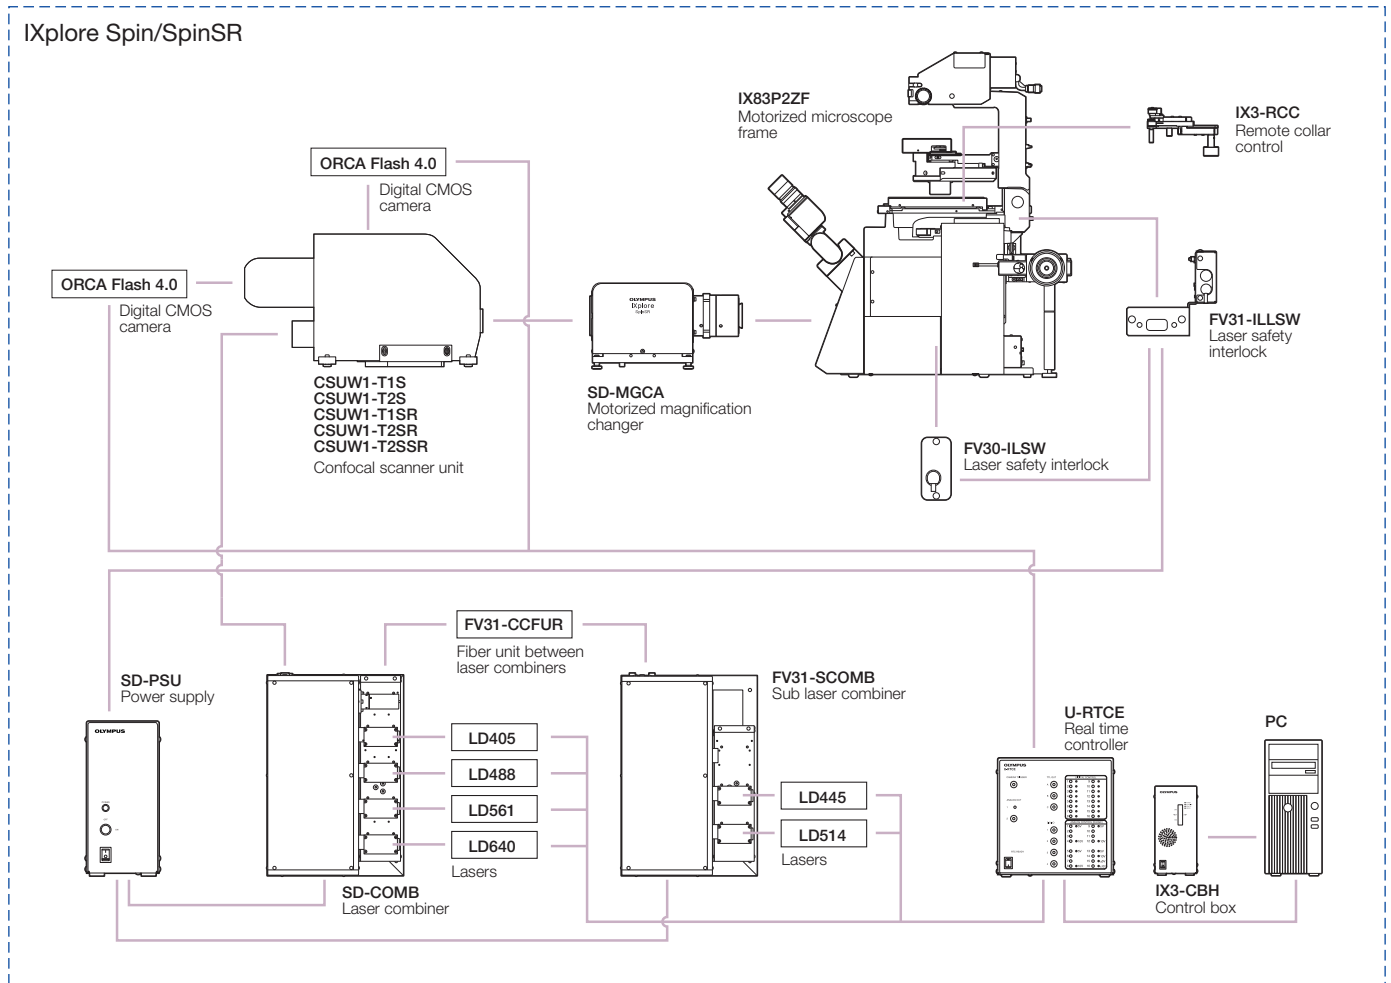 IXplore Spin/SpinSR
IX83P2ZF
Motorized microscope
frame
IX3-RCC
Remote collar
control
ORCA Flash 4.0
Digital CMOS
camera
ORCA Flash 4.0
Digital CMOS
camera
OLYMPUS
IXplore
SpinSR
FV31-ILLSW
Laser safety
interlock
CSUW1-T1S
CSUW1-T2S
CSUW1-T1SR
CSUW1-T2SR
CSUW1-T2SSR
Confocal scanner unit
SD-MGCA
Motorized magnification
changer
FV30-ILSW
Laser safety interlock
FV31-CCFUR
Fiber unit between
laser combiners
SD-PSU
Power supply
OLYMPUS
FV31-SCOMB
Sub laser combiner
LD405
LD488
LD561
LD640
Lasers
SD-COMB
Laser combiner
LD445
LD514
Lasers
U-RTCE
Real time
controller
OLYMPUS
PC
OLYMPUS
IX3-CBH
Control box